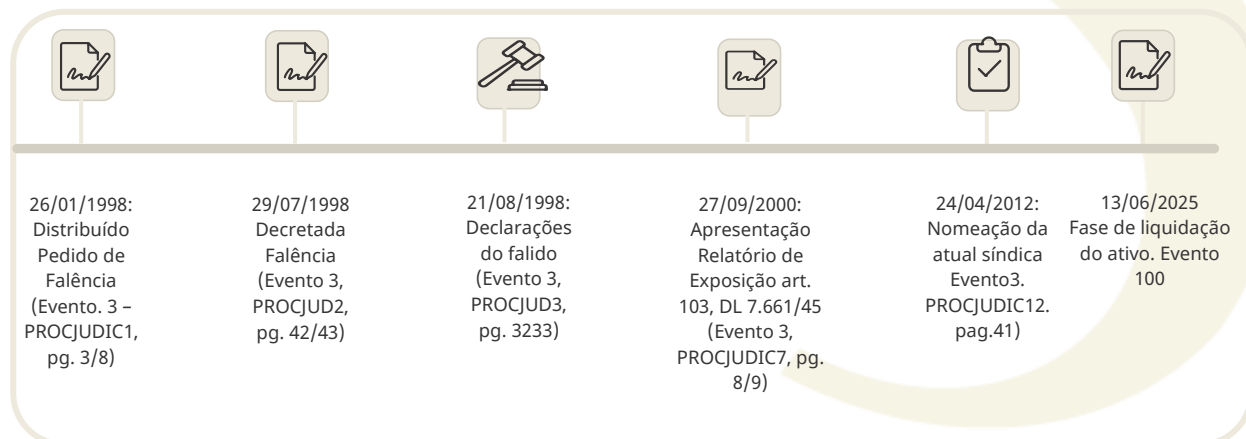 26/01/1998:
Distribuído
Pedido de
Falência
(Evento. 3 –
PROCJUDIC1,
pg. 3/8)
29/07/1998
Decretada
Falência
(Evento 3,
PROCJUD2,
pg. 42/43)
21/08/1998:
Declarações
do falido
(Evento 3,
PROCJUD3,
pg. 3233)
27/09/2000:
Apresentação
Relatório de
Exposição art.
103, DL 7.661/45
(Evento 3,
PROCJUDIC7, pg.
8/9)
24/04/2012:
Nomeação da
atual síndica
Evento3.
PROCJUDIC12.
pag.41)
13/06/2025
Fase de liquidação
do ativo. Evento
100